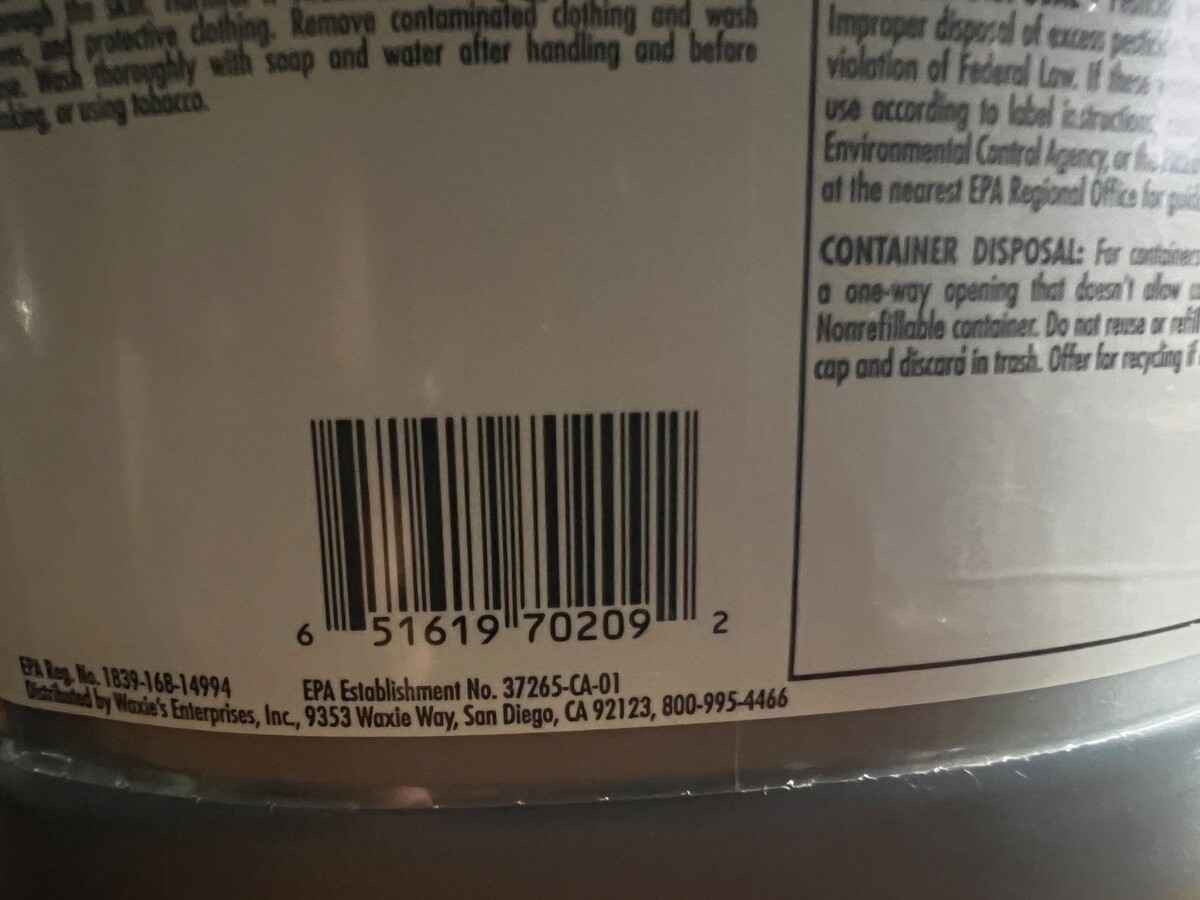 through the skin.
and protective clothing. Remove contaminated clothing and wash
Wash thoroughly with soap and water after handling and before
or using tobacco.
Improper disposal of excess
violation of Federal Law. If these
use according to label instructions,
Environmental Control Agency, or the
at the nearest EPA Regional Office for
CONTAINER DISPOSAL: For containers
a one-way opening that doesn't allow
Nonrefillable container. Do not reuse or refill
cap and discard in trash. Offer for recycling if
6 51619 70209 2
EPA Reg. No. 1839-168-14994 EPA Establishment No. 37265-CA-01
Distributed by Waxie's Enterprises, Inc., 9353 Waxie Way, San Diego, CA 92123, 800-995-4466